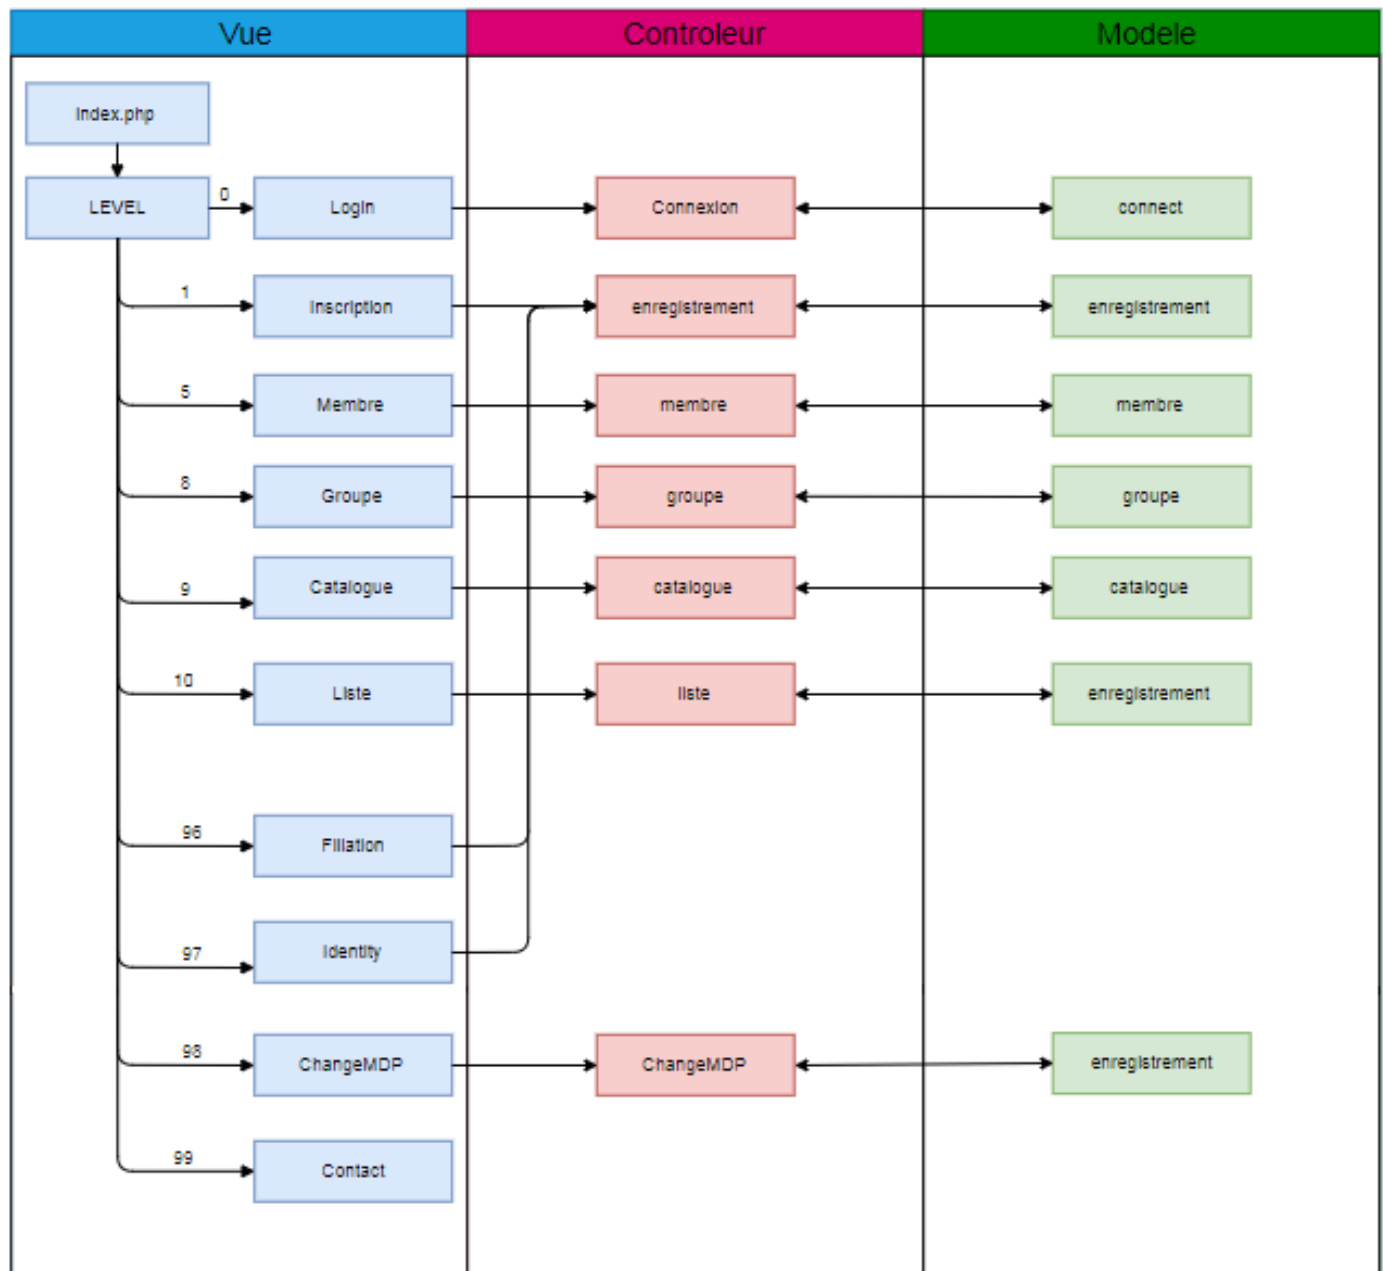 Vue Controleur Modele
Index.php
LEVEL 0 Login Connexion connect
1 Inscription enregistrement enregistrement
5 Membre membre membre
8 Groupe groupe groupe
9 Catalogue catalogue catalogue
10 Liste liste enregistrement
96 Filiation
97 Identity
98 ChangeMDP ChangeMDP enregistrement
99 Contact